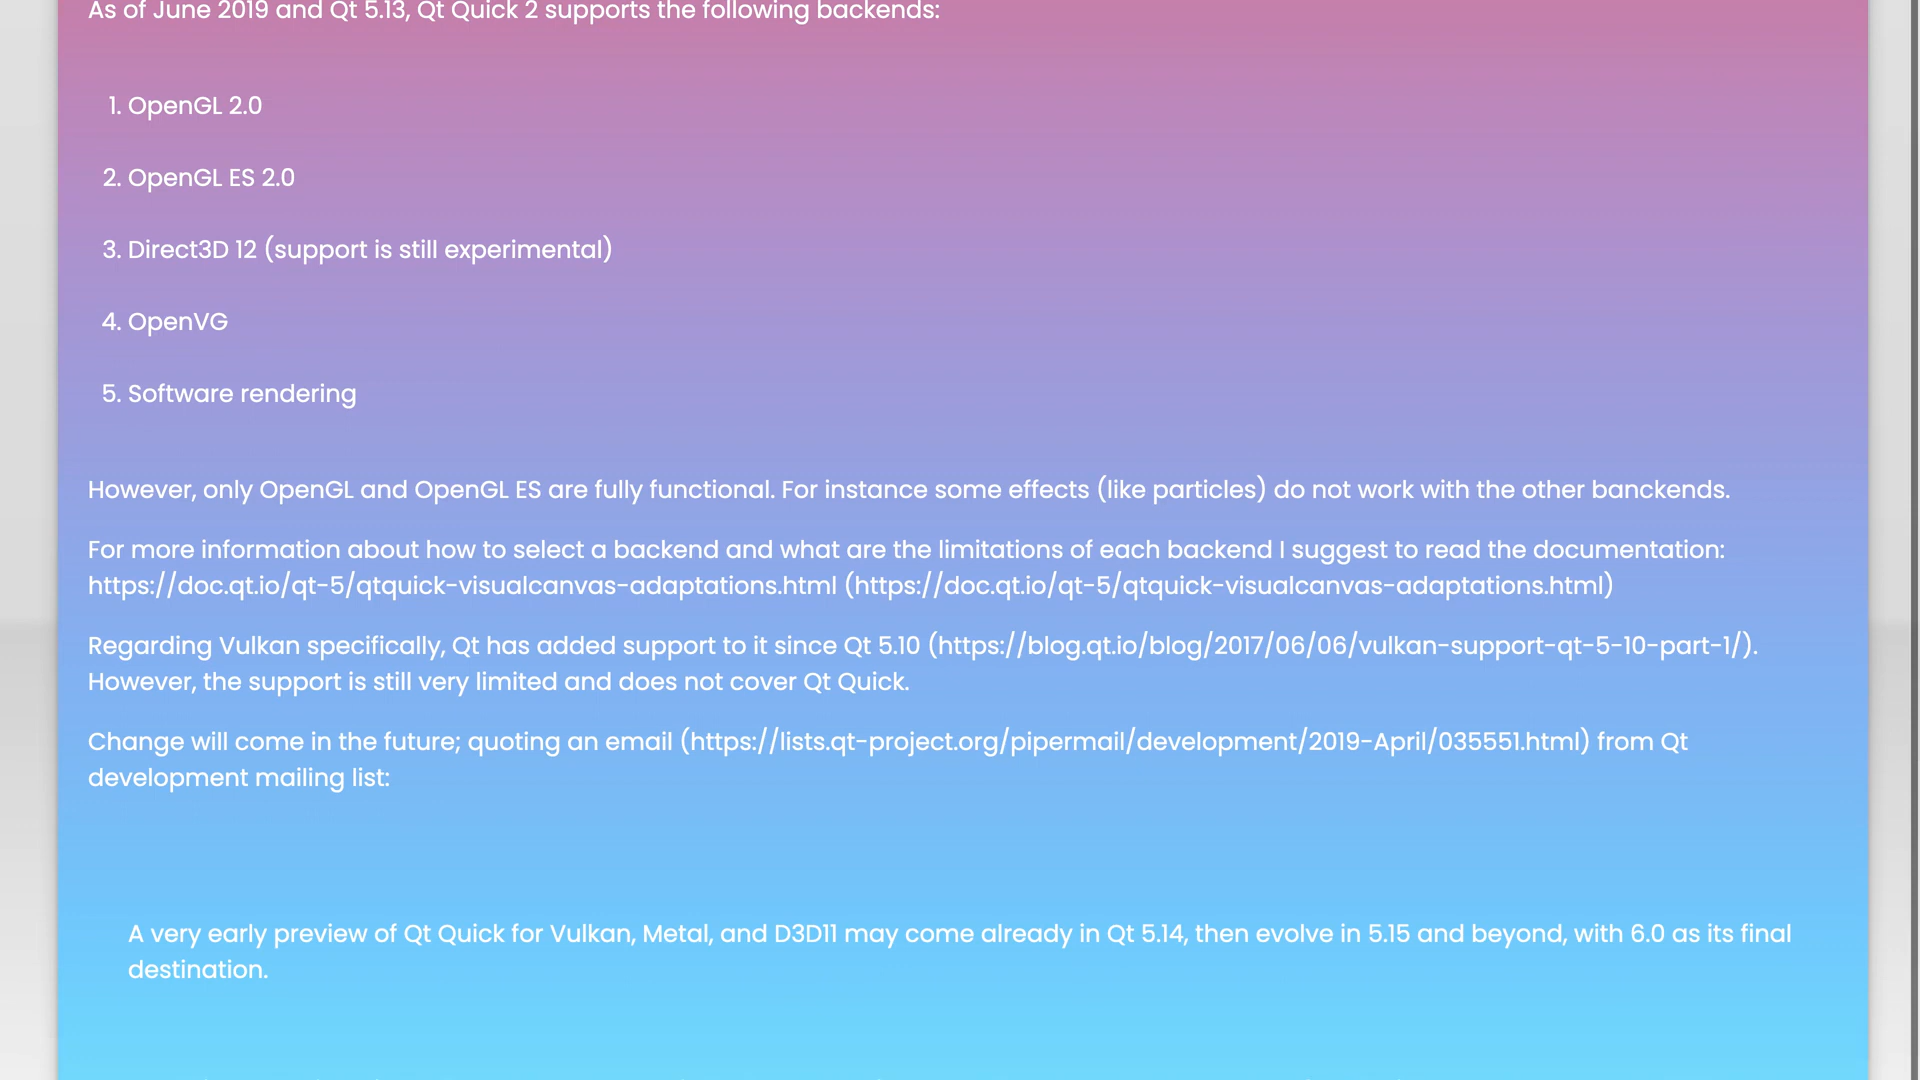 As of June 2019 and Qt 5.13, Qt Quick 2 supports the following backends:
1. OpenGL 2.0
2. OpenGL ES 2.0
3. Direct3D 12 (support is still experimental)
4. OpenVG
5. Software rendering
However, only OpenGL and OpenGL ES are fully functional. For instance some effects (like particles) do not work with the other banckends.
For more information about how to select a backend and what are the limitations of each backend I suggest to read the documentation:
https://doc.qt.io/qt-5/qtquick-visualcanvas-adaptations.html (https://doc.qt.io/qt-5/qtquick-visualcanvas-adaptations.html)
Regarding Vulkan specifically, Qt has added support to it since Qt 5.10 (https://blog.qt.io/blog/2017/06/06/vulkan-support-qt-5-10-part-1/).
However, the support is still very limited and does not cover Qt Quick.
Change will come in the future; quoting an email (https://lists.qt-project.org/pipermail/development/2019-April/035551.html) from Qt
development mailing list:
A very early preview of Qt Quick for Vulkan, Metal, and D3D11 may come already in Qt 5.14, then evolve in 5.15 and beyond, with 6.0 as its final
destination.